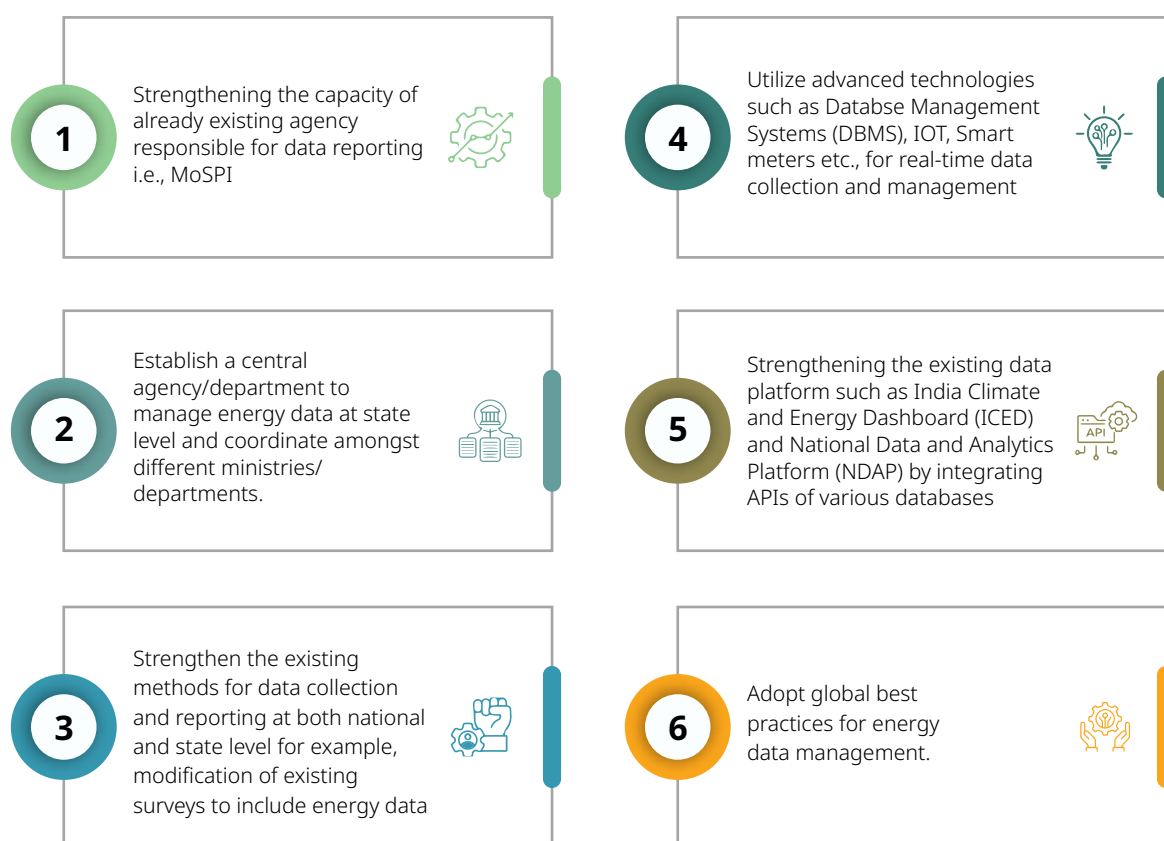 1
Strengthening the capacity of
already existing agency
responsible for data reporting
i.e., MoSPI
2
Establish a central
agency/department to
manage energy data at state
level and coordinate amongst
different ministries/
departments.
3
Strengthen the existing
methods for data collection
and reporting at both national
and state level for example,
modification of existing
surveys to include energy data
4
Utilize advanced technologies
such as Databse Management
Systems (DBMS), IOT, Smart
meters etc., for real-time data
collection and management
5
Strengthening the existing data
platform such as India Climate
and Energy Dashboard (ICED)
and National Data and Analytics
Platform (NDAP) by integrating
APIs of various databases
API
6
Adopt global best
practices for energy
data management.